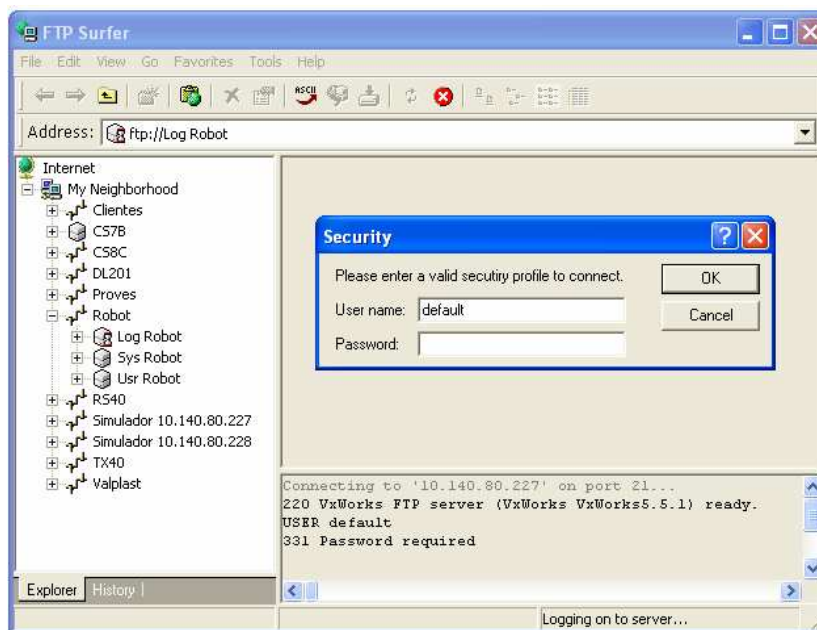 FTP Surfer
File Edit View Go Favorites Tools Help
ASCII
Address: ftp://Log Robot
Internet
My Neighborhood
Clientes
CS7B
CS8C
DL201
Proves
Robot
Log Robot
Sys Robot
Usr Robot
RS40
Simulador 10.140.80.227
Simulador 10.140.80.228
TX40
Valplast
Explorer History
Security
Please enter a valid secutiry profile to connect.
User name: default
Password:
OK
Cancel
Connecting to '10.140.80.227' on port 21...
220 VxWorks FTP server (VxWorks VxWorks5.5.1) ready.
USER default
331 Password required
Logging on to server...